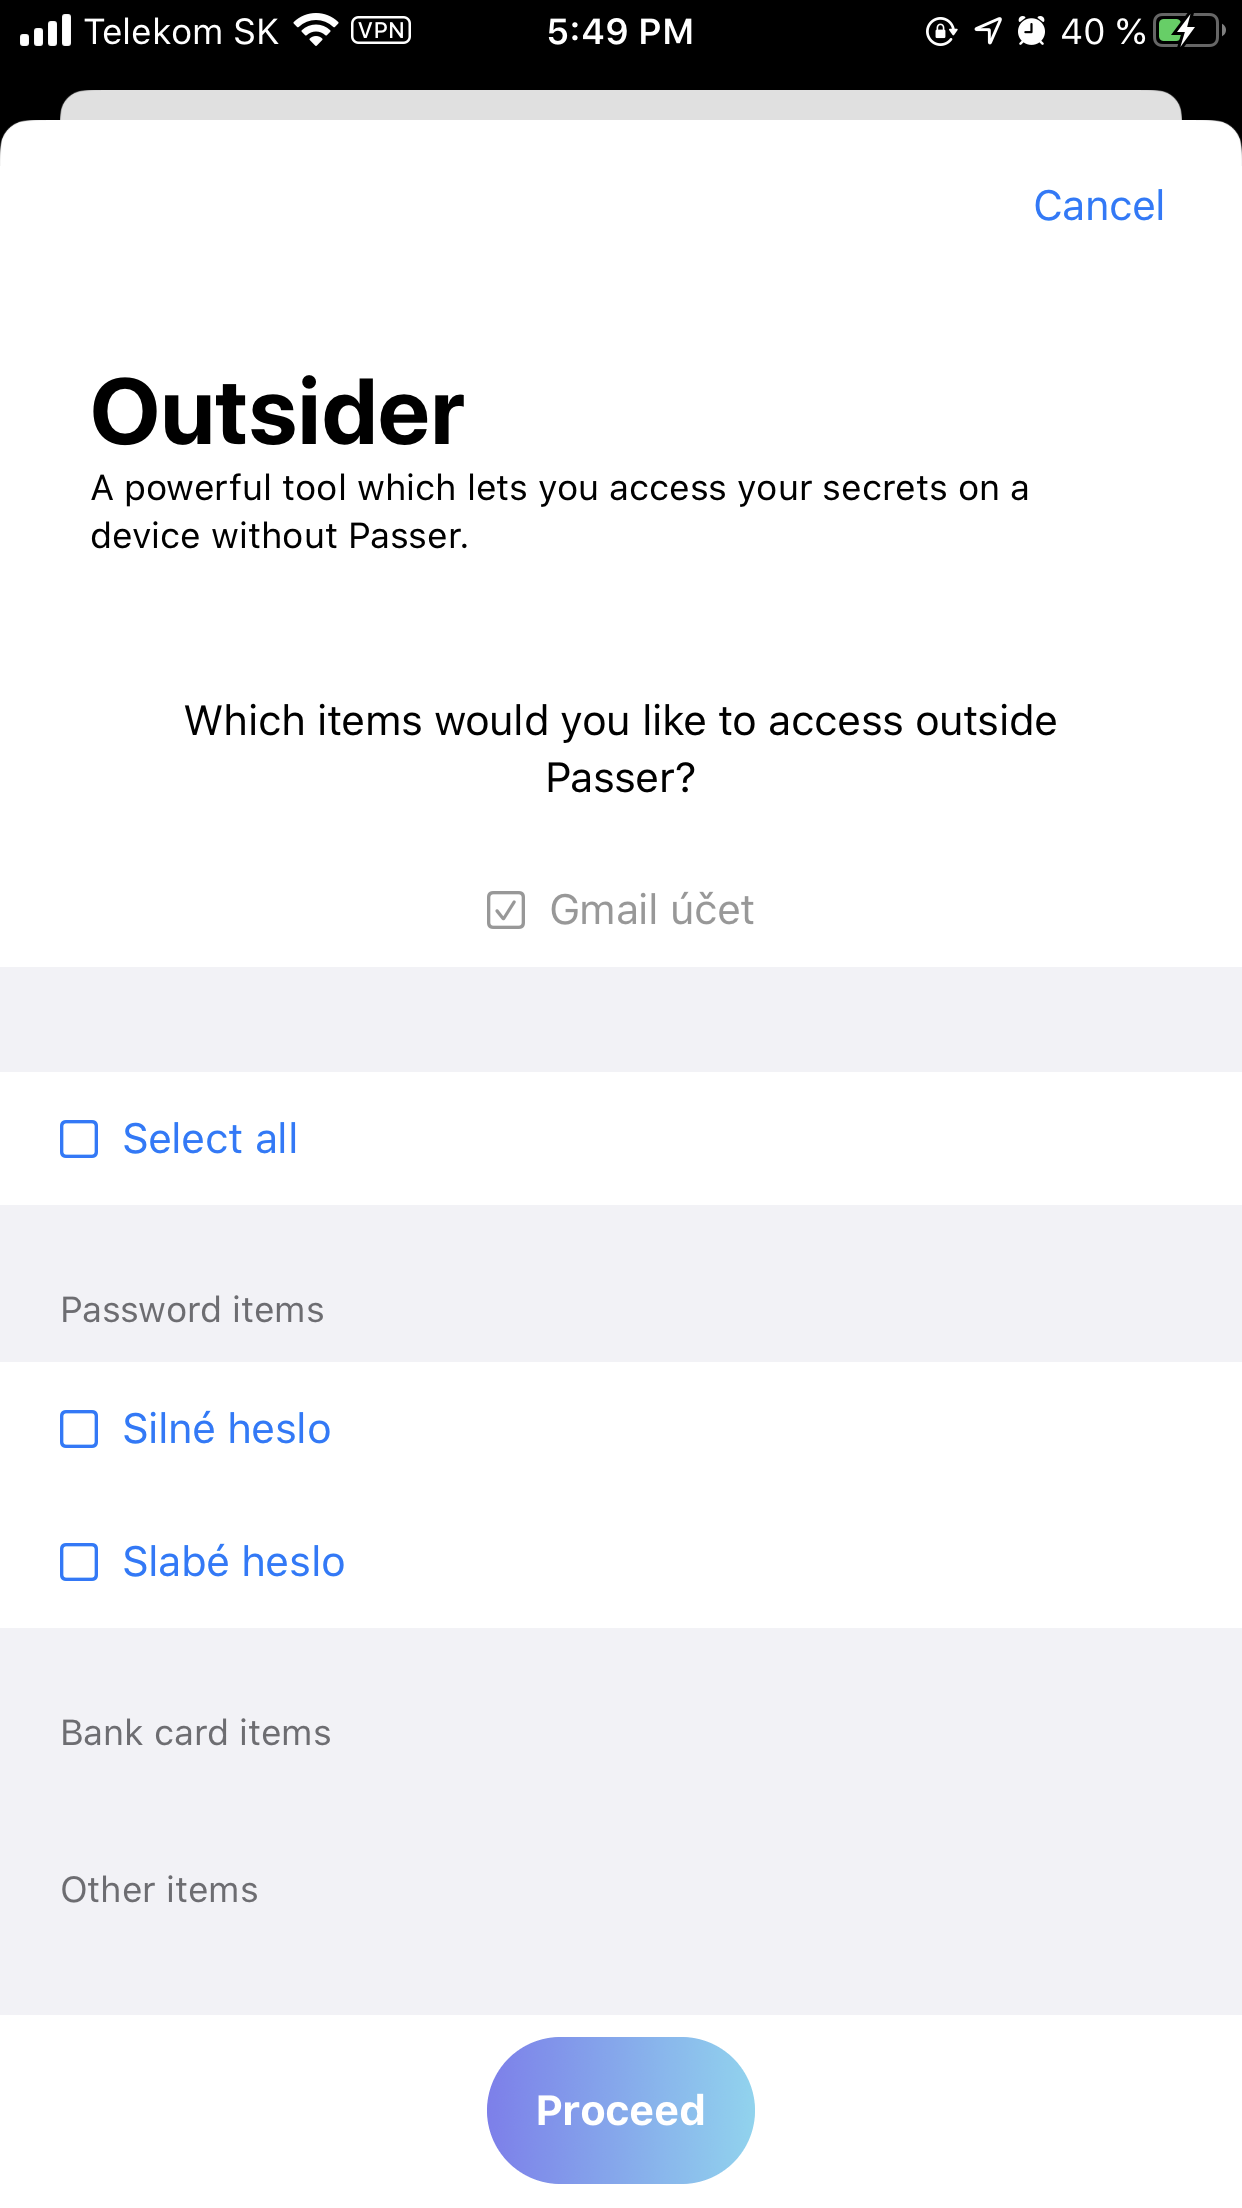 Telekom SK VPN 5:49 PM 40 %
Cancel
Outsider
A powerful tool which lets you access your secrets on a
device without Passer.
Which items would you like to access outside
Passer?
Gmail účet
Select all
Password items
Silné heslo
Slabé heslo
Bank card items
Other items
Proceed